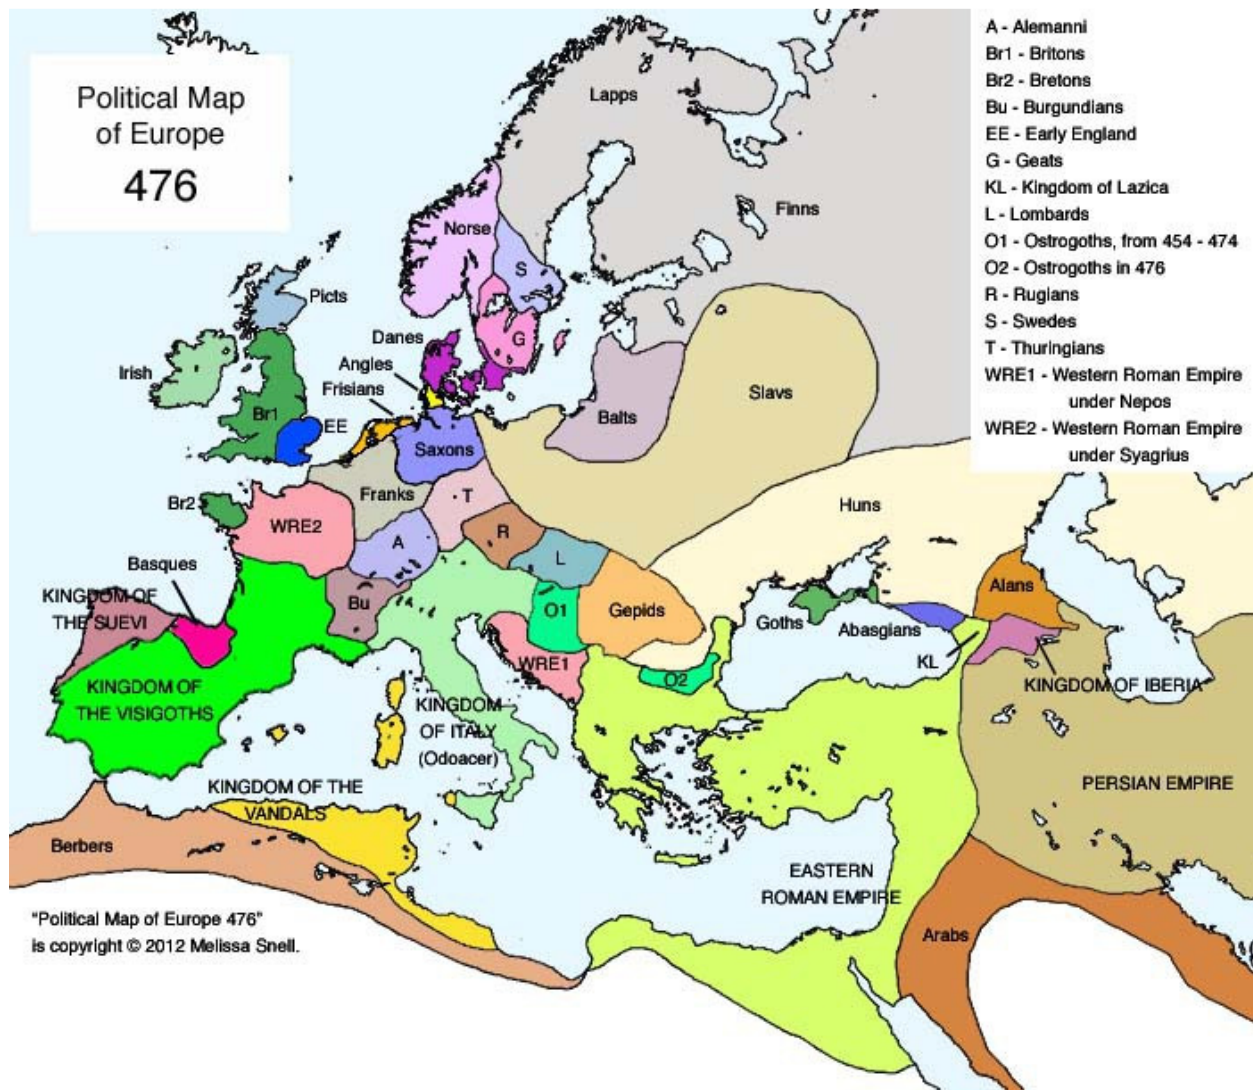 Political Map
of Europe
476
A - Alemanni
Br1 - Britons
Br2 - Bretons
Bu - Burgundians
EE - Early England
G - Geats
KL - Kingdom of Lazica
L - Lombards
O1 - Ostrogoths, from 454 - 474
O2 - Ostrogoths in 476
R - Rugians
S - Swedes
T - Thuringians
WRE1 - Western Roman Empire
under Nepos
WRE2 - Western Roman Empire
under Syagrius
Lapps
Finns
Norse
S
Picts
G
Danes
Angles
Frisians
Irish
Br1
EE
Balts
Slavs
Saxons
Franks
T
Br2
WRE2
R
A
L
Huns
Basques
KINGDOM OF
THE SUEVI
Bu
O1
Gepids
Goths
Abasgians
Alans
KL
WRE1
O2
KINGDOM OF IBERIA
KINGDOM OF
THE VISIGOTHS
KINGDOM
OF ITALY
(Odoacer)
KINGDOM OF THE
VANDALS
PERSIAN EMPIRE
Berbers
EASTERN
ROMAN EMPIRE
Arabs
"Political Map of Europe 476"
is copyright © 2012 Melissa Snell.